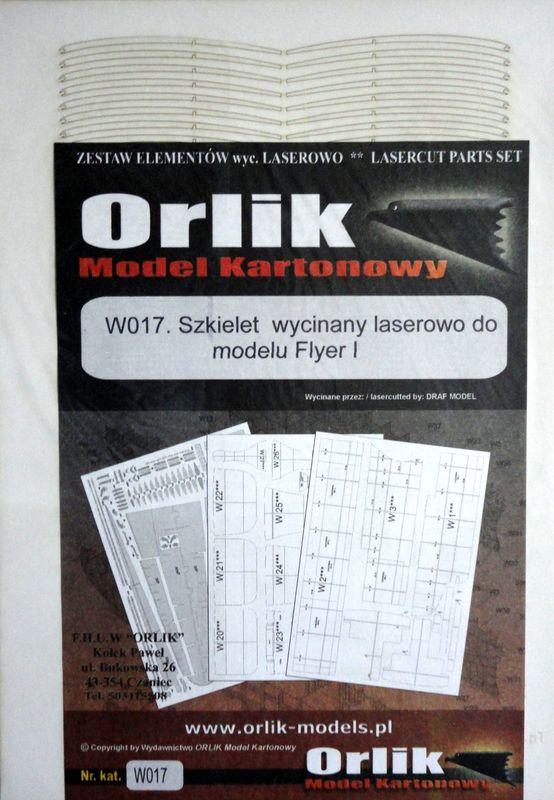 ZESTAW ELEMENTÓW wyc. LASEROWO ** LASERCUT PARTS SET
Orlik
Model Kartonowy
W017. Szkielet wycinany laserowo do
modelu Flyer I
Wycinane przez: / lasercutted by: DRAF MODEL
W 22***
W 21***
W 20***
W 27***
W 26***
W 25***
W 24***
W 23***
W 2***
W 3***
W 1***
F.H.U.W "ORLIK"
Kołek Paweł
ul. Bukowska 26
43-354 Czaniec
Tel. 503115808
www.orlik-models.pl
© Copyright by Wydawnictwo ORLIK Model Kartonowy
Orlik
Model Kartonowy
Nr. kat. W017